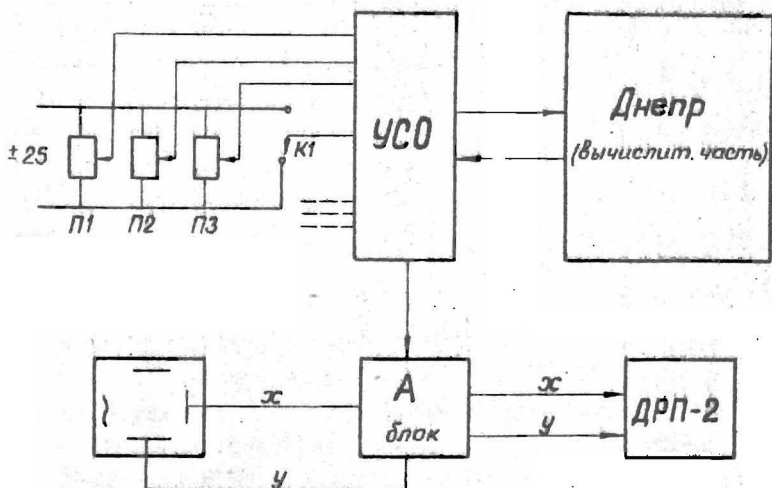 УСО
Днепр
(вычислит. часть)
± 25
К1
П1 П2 П3
А
блок
x
y
x
y
ДРП-2